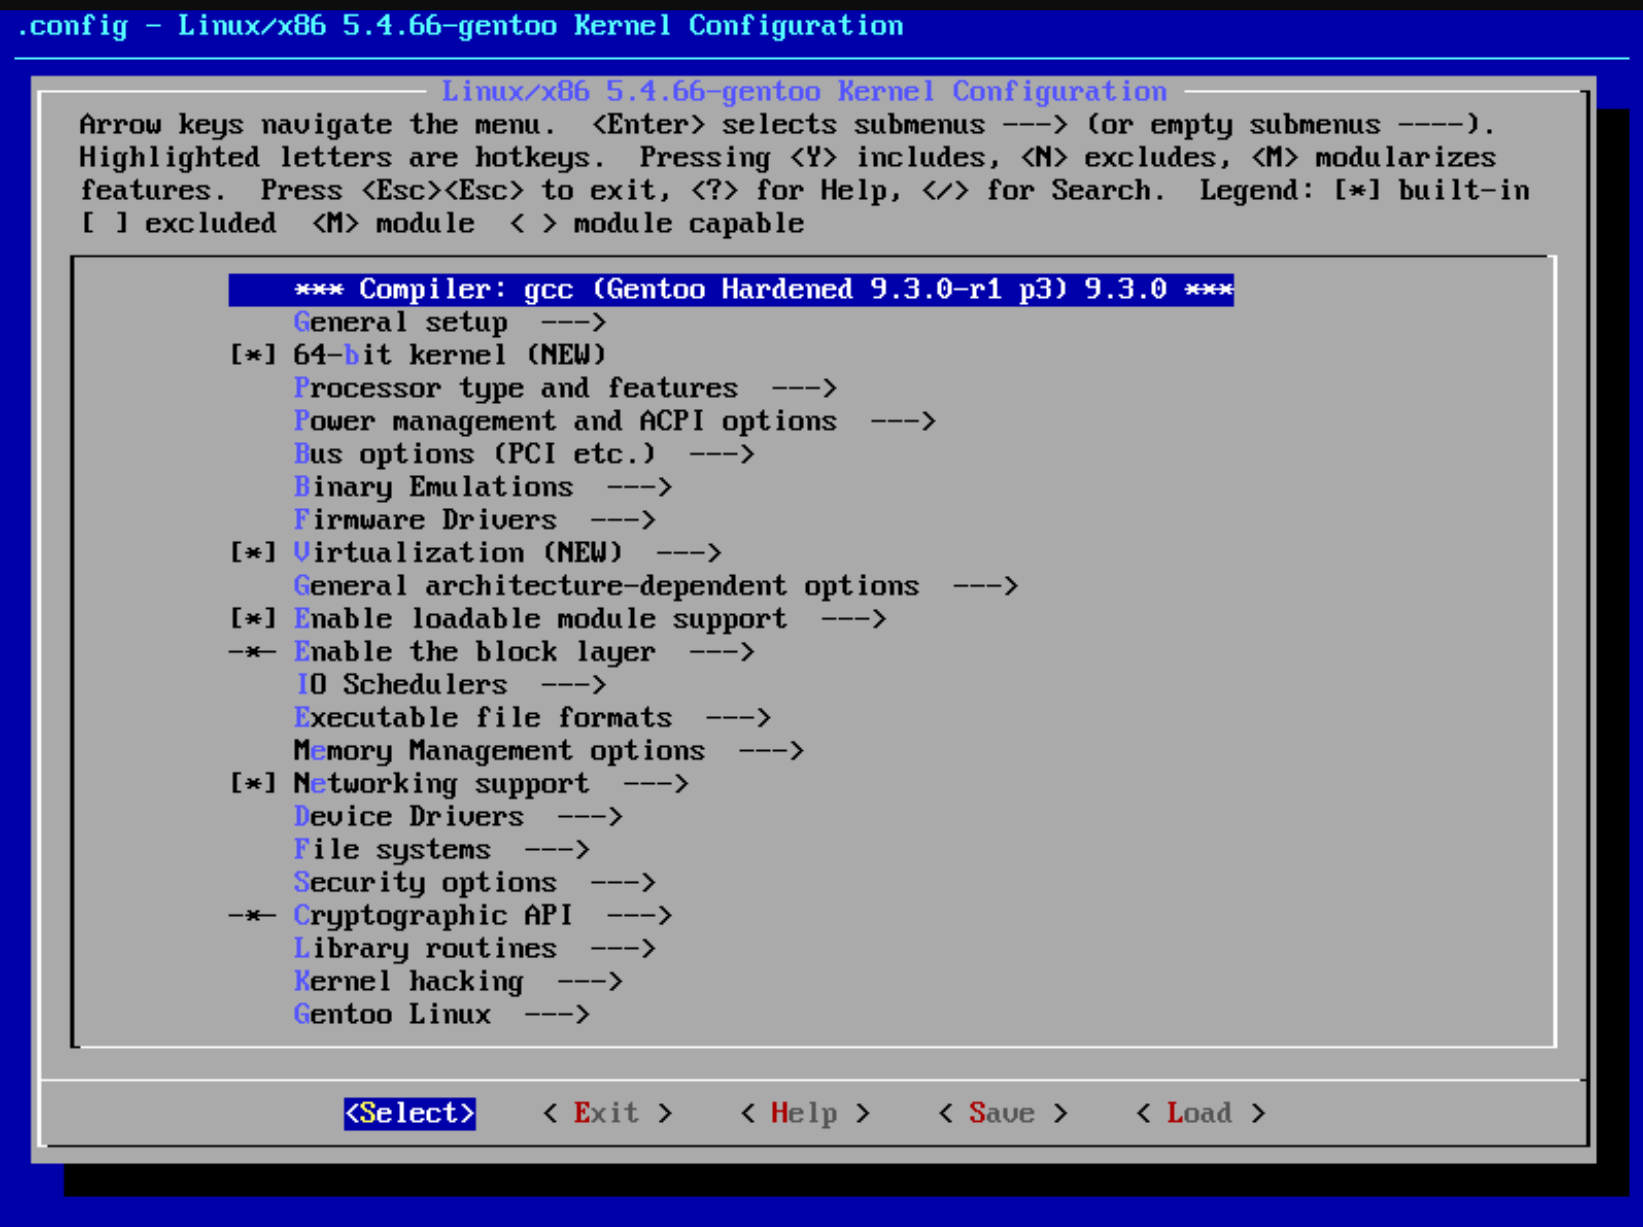 .config - Linux/x86 5.4.66-gentoo Kernel Configuration
Linux/x86 5.4.66-gentoo Kernel Configuration
Arrow keys navigate the menu.  <Enter> selects submenus ---> (or empty submenus ----).
Highlighted letters are hotkeys.  Pressing <Y> includes, <N> excludes, <M> modularizes
features.  Press <Esc><Esc> to exit, <?> for Help, </> for Search.  Legend: [*] built-in
[ ] excluded  <M> module  < > module capable
*** Compiler: gcc (Gentoo Hardened 9.3.0-r1 p3) 9.3.0 ***
General setup  --->
[*] 64-bit kernel (NEW)
Processor type and features  --->
Power management and ACPI options  --->
Bus options (PCI etc.)  --->
Binary Emulations  --->
Firmware Drivers  --->
[*] Virtualization (NEW)  --->
General architecture-dependent options  --->
[*] Enable loadable module support  --->
-*- Enable the block layer  --->
IO Schedulers  --->
Executable file formats  --->
Memory Management options  --->
[*] Networking support  --->
Device Drivers  --->
File systems  --->
Security options  --->
-*- Cryptographic API  --->
Library routines  --->
Kernel hacking  --->
Gentoo Linux  --->
<Select>    < Exit >    < Help >    < Save >    < Load >